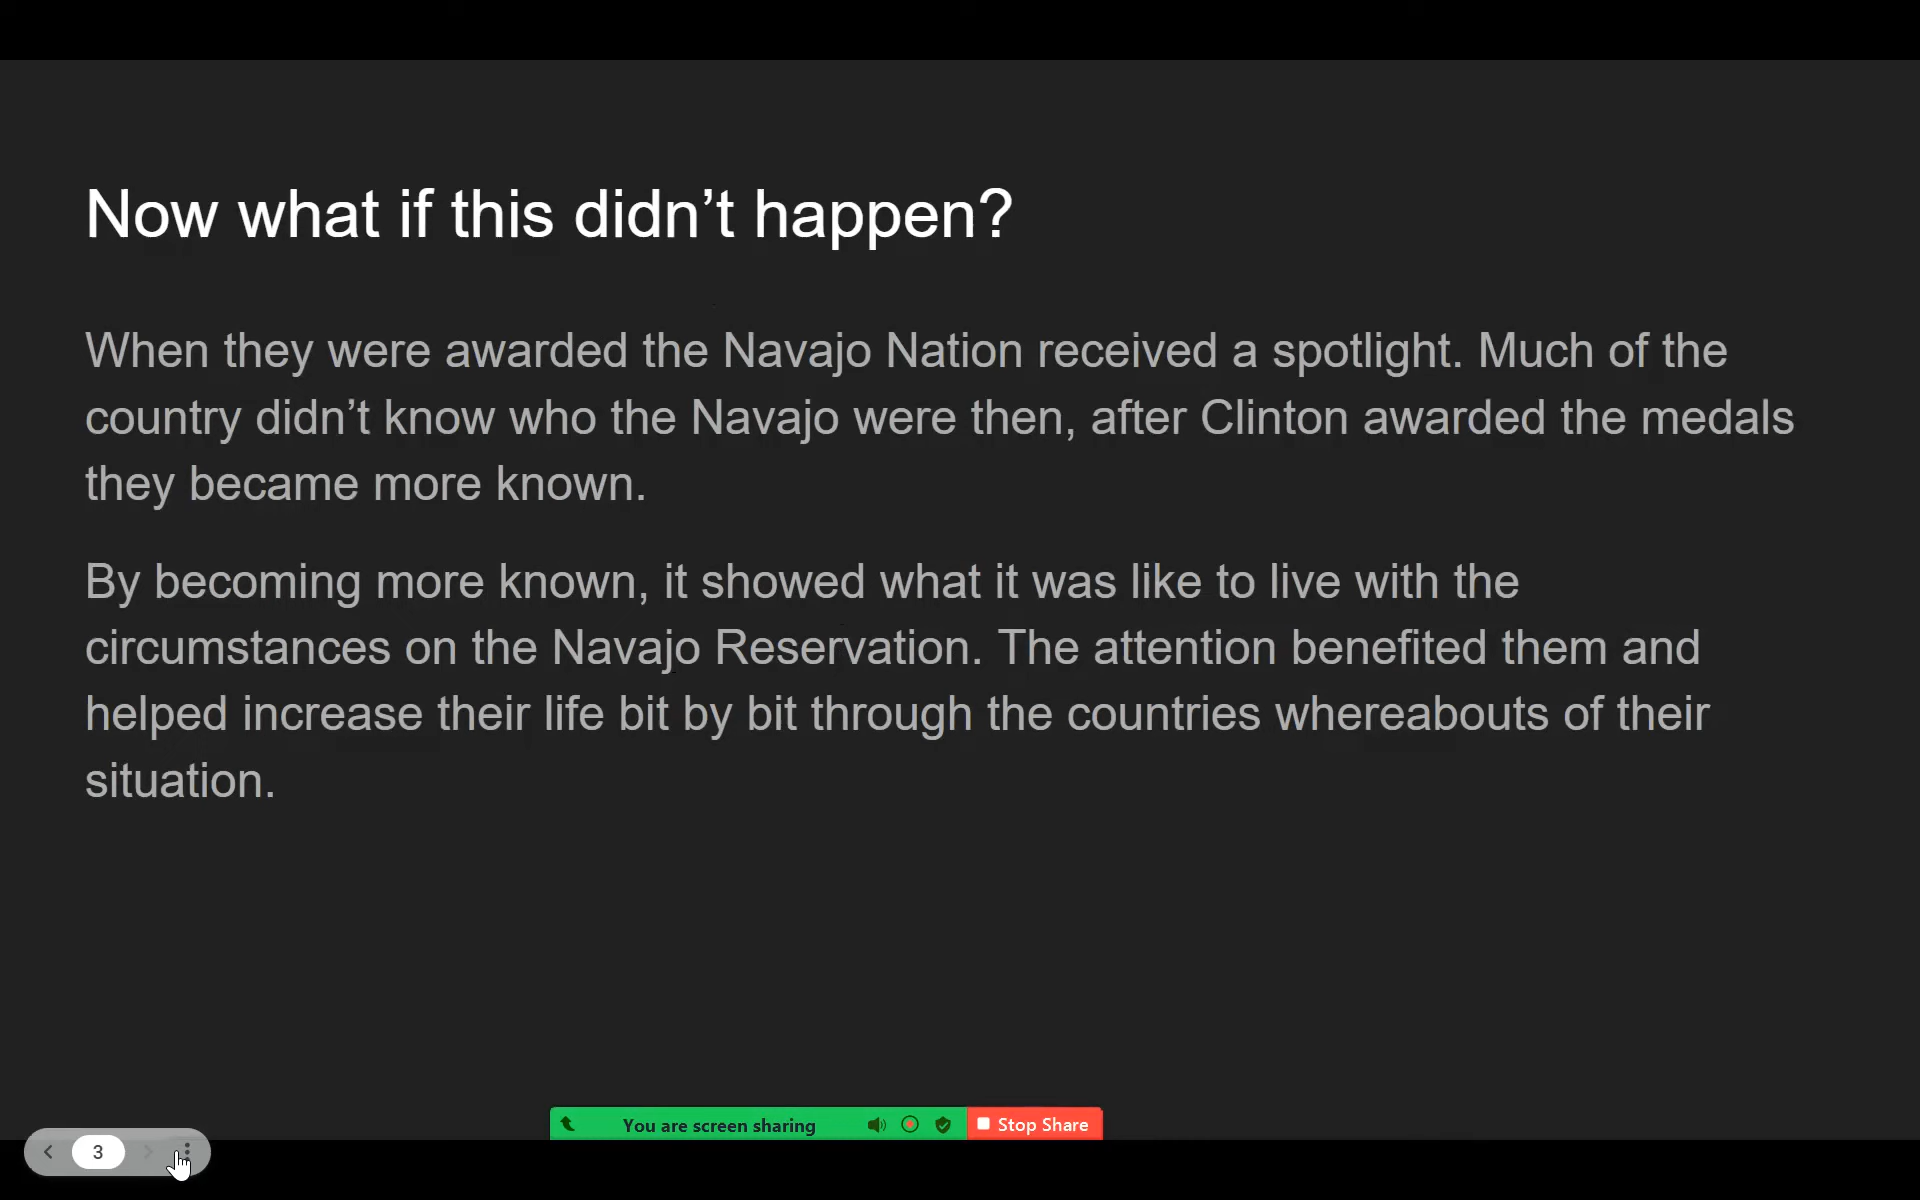 Now what if this didn’t happen?
When they were awarded the Navajo Nation received a spotlight. Much of the
country didn’t know who the Navajo were then, after Clinton awarded the medals
they became more known.
By becoming more known, it showed what it was like to live with the
circumstances on the Navajo Reservation. The attention benefited them and
helped increase their life bit by bit through the countries whereabouts of their
situation.
You are screen sharing Stop Share
3